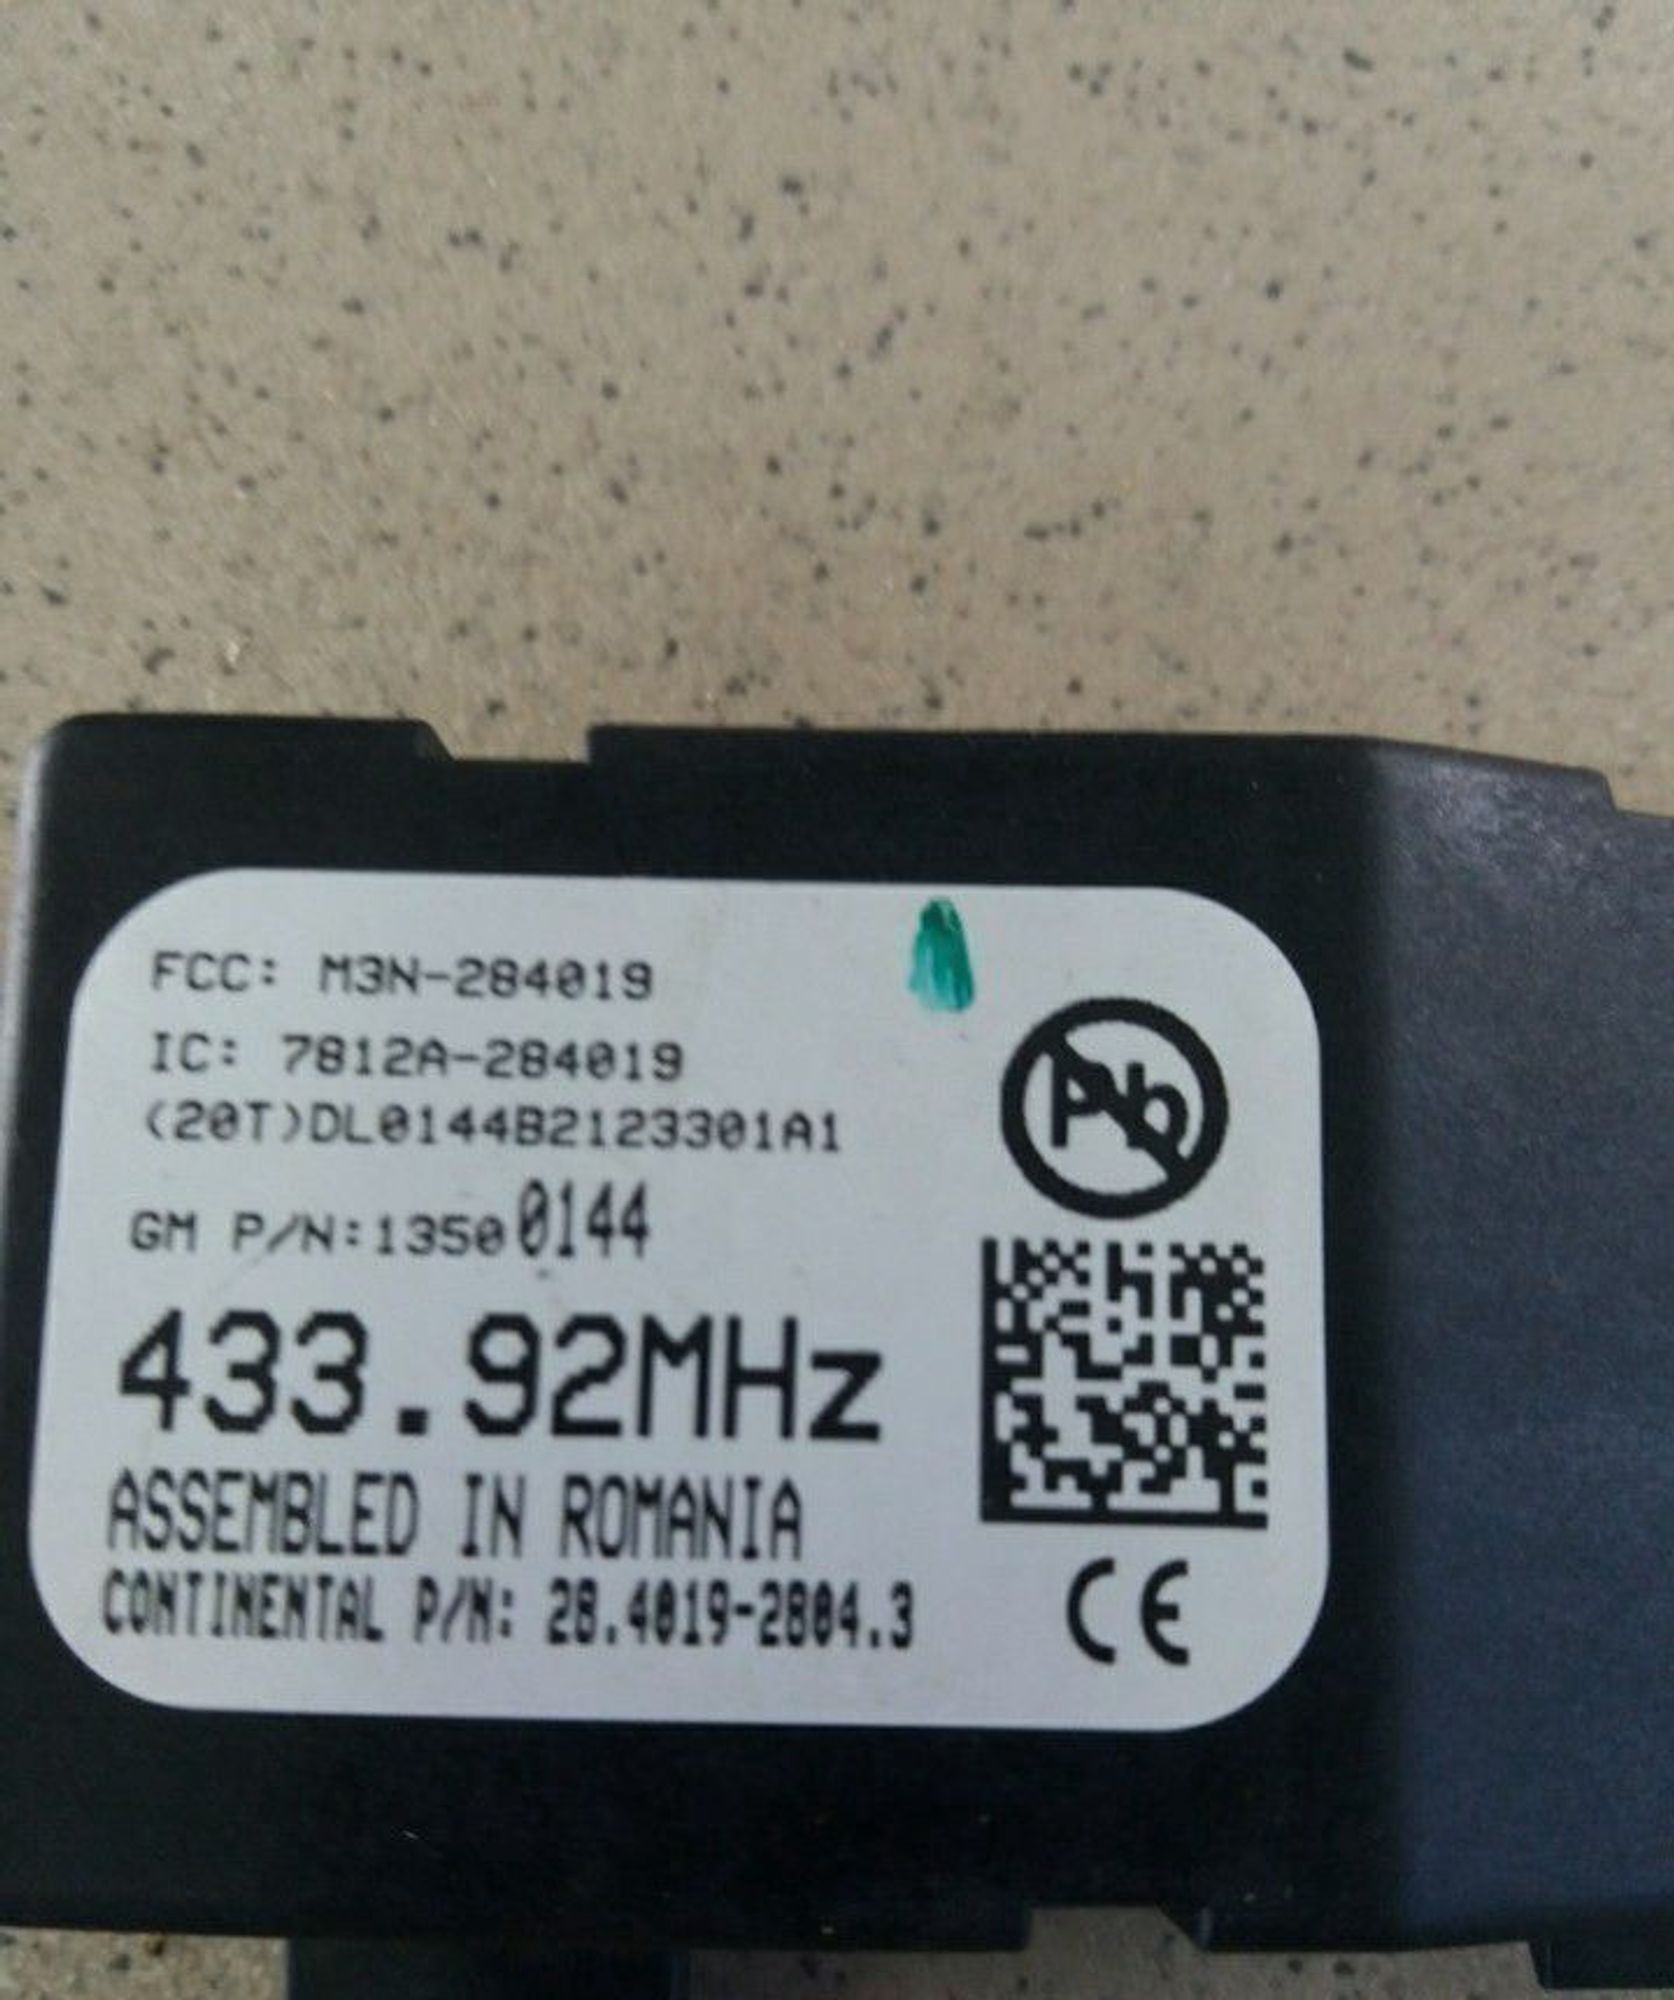 FCC: M3N-284019
IC: 7812A-284019
(20T)DL0144B2123301A1
GM P/N:13500144
Pb
433.92MHz
ASSEMBLED IN ROMANIA
CONTINENTAL P/N: 28.4019-2804.3
CE